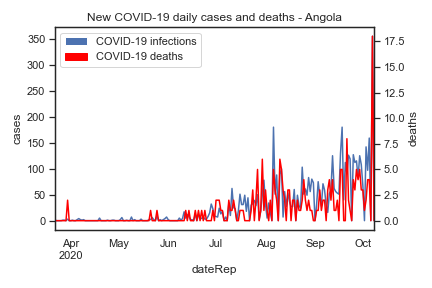 New COVID-19 daily cases and deaths - Angola
COVID-19 infections
COVID-19 deaths
350
300
250
200
150
100
50
0
cases
17.5
15.0
12.5
10.0
7.5
5.0
2.5
0.0
deaths
Apr May Jun Jul Aug Sep Oct
2020
dateRep